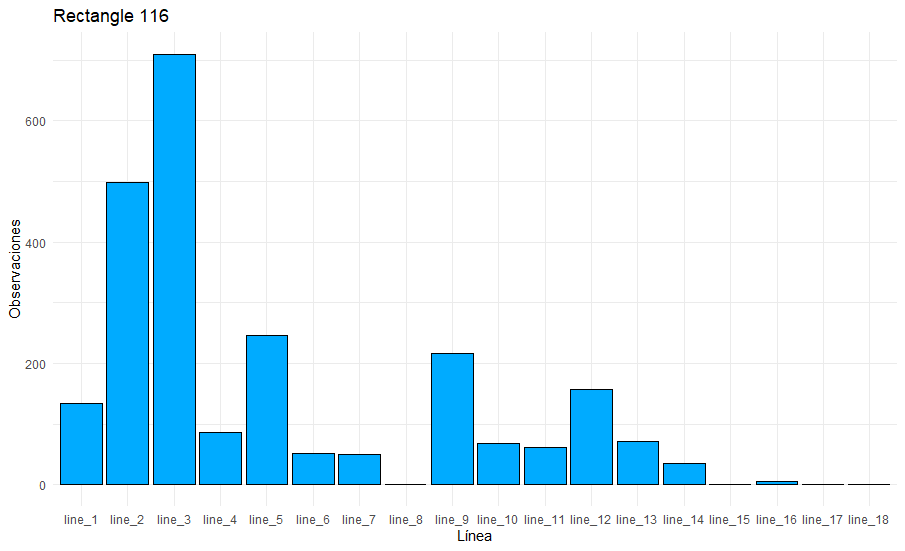 Rectangle 116
Observaciones
600
400
200
0
line_1 line_2 line_3 line_4 line_5 line_6 line_7 line_8 line_9 line_10 line_11 line_12 line_13 line_14 line_15 line_16 line_17 line_18
Línea